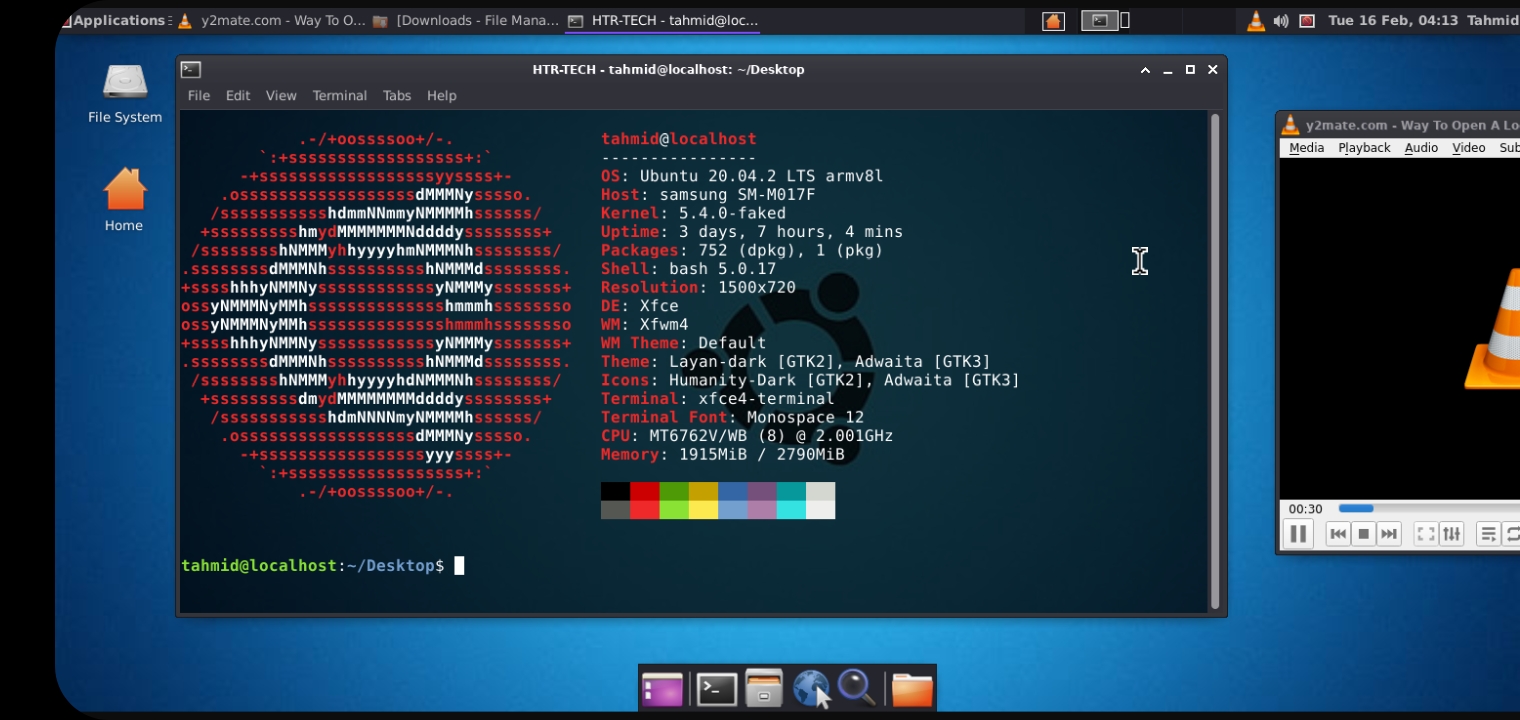 Applications
y2mate.com - Way To O...
[Downloads - File Mana...
HTR-TECH - tahmid@loc...
Tue 16 Feb, 04:13 Tahmid
File System
Home
HTR-TECH - tahmid@localhost: ~/Desktop
File Edit View Terminal Tabs Help
.-/+oossssoo+/-.
`:+ssssssssssssssssss+:`
-+ssssssssssssssssssyyssss+-
.ossssssssssssssssssdMMMNysssso.
/ssssssssssshdmmNNmmyNMMMMhssssss/
+ssssssssshmydMMMMMMMNddddyssssssss+
/sssssssshNMMMyhhyyyyhmNMMMNhssssssss/
.ssssssssdMMMNhsssssssssshNMMMdssssssss.
+sssshhhyNMMNyssssssssssssyNMMMysssssss+
ossyNMMMNyMMhsssssssssssssshmmmhssssssso
ossyNMMMNyMMhsssssssssssssshmmmhssssssso
+sssshhhyNMMNyssssssssssssyNMMMysssssss+
.ssssssssdMMMNhsssssssssshNMMMdssssssss.
/sssssssshNMMMyhhyyyyhdNMMMNhssssssss/
+sssssssssdmydMMMMMMMMddddyssssssss+
/ssssssssssshdmNNNNmyNMMMMhssssss/
.ossssssssssssssssssdMMMNysssso.
-+sssssssssssssssssyyyssss+-
`:+ssssssssssssssssss+:`
.-/+oossssoo+/-.
tahmid@localhost
----------------
OS: Ubuntu 20.04.2 LTS armv8l
Host: samsung SM-M017F
Kernel: 5.4.0-faked
Uptime: 3 days, 7 hours, 4 mins
Packages: 752 (dpkg), 1 (pkg)
Shell: bash 5.0.17
Resolution: 1500x720
DE: Xfce
WM: Xfwm4
WM Theme: Default
Theme: Layan-dark [GTK2], Adwaita [GTK3]
Icons: Humanity-Dark [GTK2], Adwaita [GTK3]
Terminal: xfce4-terminal
Terminal Font: Monospace 12
CPU: MT6762V/WB (8) @ 2.001GHz
Memory: 1915MiB / 2790MiB
tahmid@localhost:~/Desktop$
y2mate.com - Way To Open A Lo
Media Playback Audio Video Sub
00:30